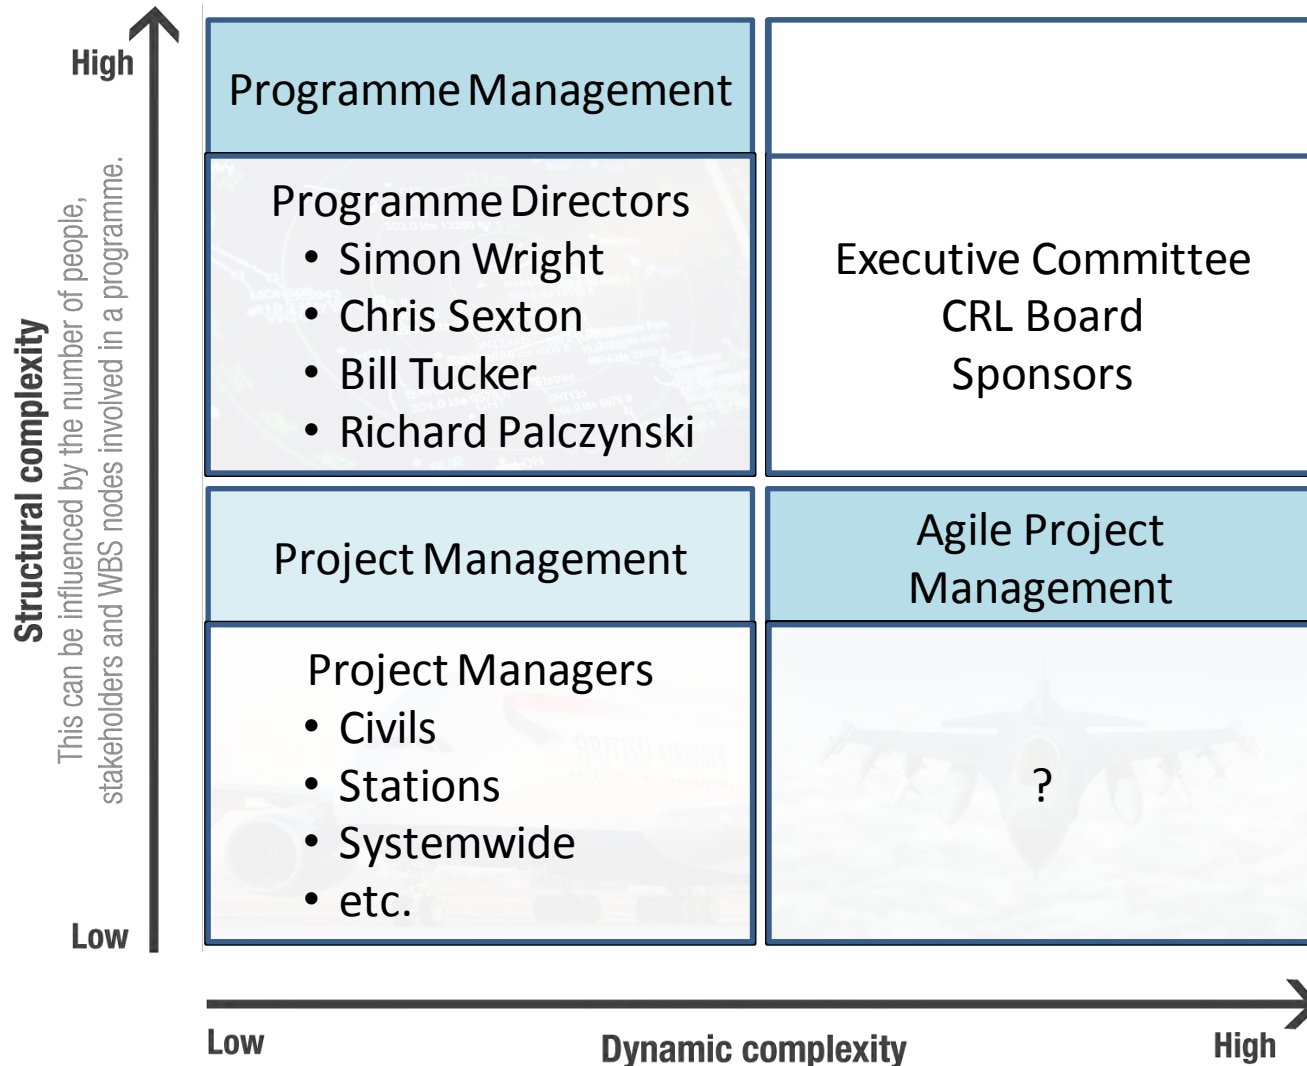 High
Structural complexity
This can be influenced by the number of people,
stakeholders and WBS nodes involved in a programme.
Low
Programme Management
Programme Directors
• Simon Wright
• Chris Sexton
• Bill Tucker
• Richard Palczynski
Executive Committee
CRL Board
Sponsors
Project Management
Project Managers
• Civils
• Stations
• Systemwide
• etc.
Agile Project
Management
?
BRITISH AIRWAYS
Low
Dynamic complexity
High